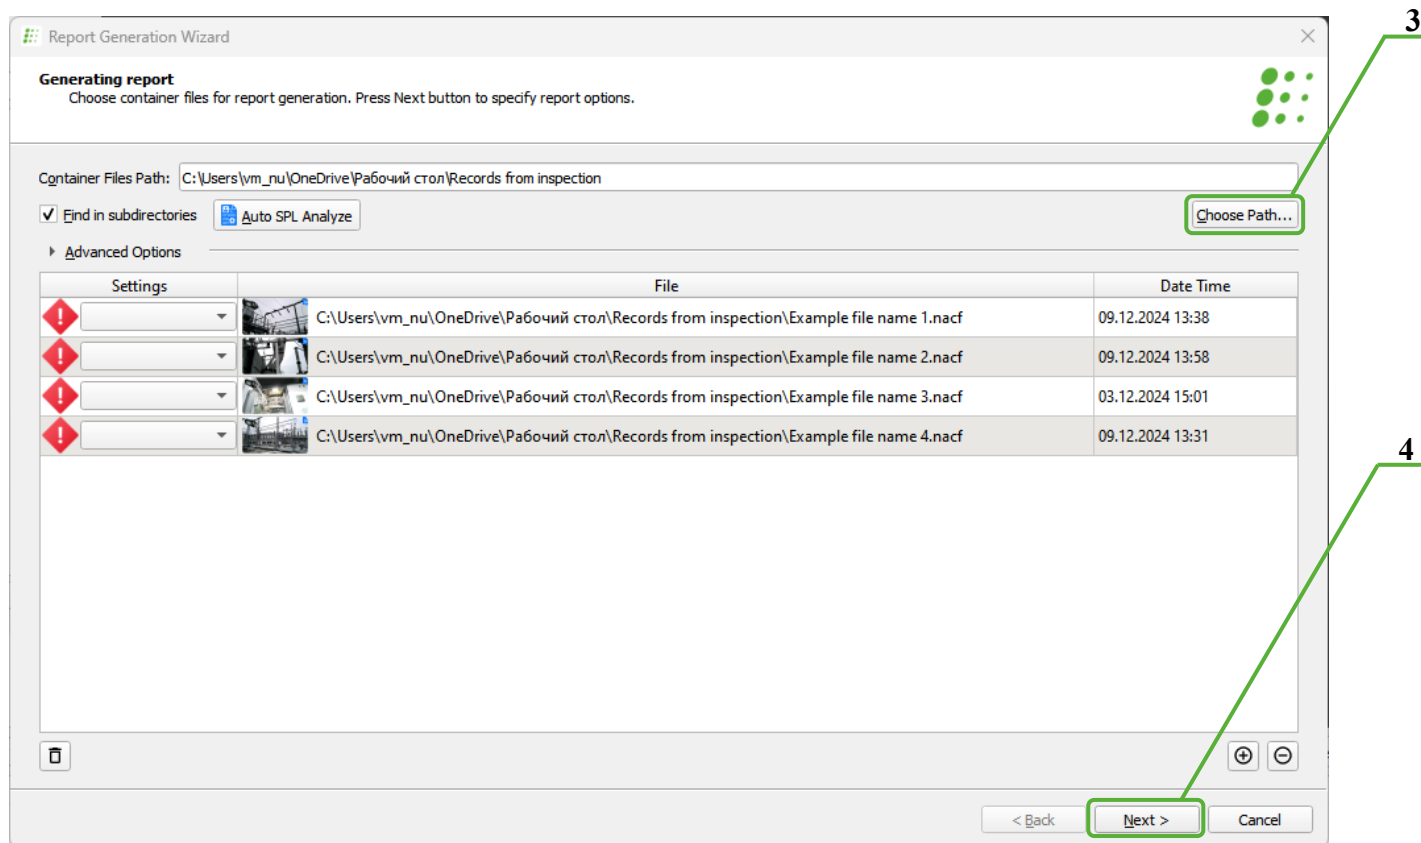 3
Report Generation Wizard
Generating report
Choose container files for report generation. Press Next button to specify report options.
Container Files Path: C:\Users\vm_nu\OneDrive\Рабочий стол\Records from inspection
Find in subdirectories Auto SPL Analyze Choose Path...
Advanced Options
Settings File Date Time
C:\Users\vm_nu\OneDrive\Рабочий стол\Records from inspection\Example file name 1.nacf 09.12.2024 13:38
C:\Users\vm_nu\OneDrive\Рабочий стол\Records from inspection\Example file name 2.nacf 09.12.2024 13:58
C:\Users\vm_nu\OneDrive\Рабочий стол\Records from inspection\Example file name 3.nacf 03.12.2024 15:01
C:\Users\vm_nu\OneDrive\Рабочий стол\Records from inspection\Example file name 4.nacf 09.12.2024 13:31
4
< Back Next > Cancel